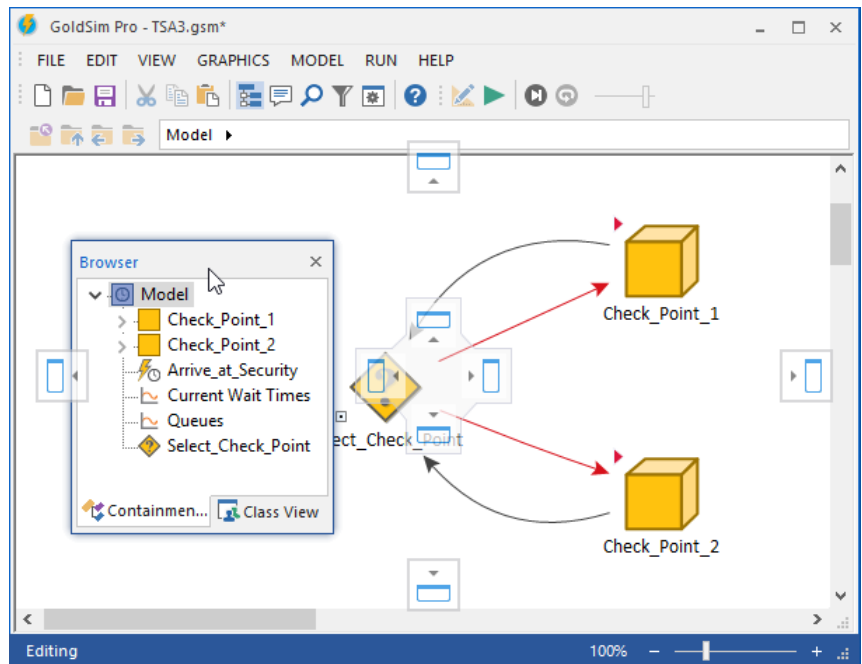 GoldSim Pro - TSA3.gsm*
FILE EDIT VIEW GRAPHICS MODEL RUN HELP
Model
Browser
Model
Check_Point_1
Check_Point_2
Arrive_at_Security
Current Wait Times
Queues
Select_Check_Point
Containmen... Class View
Check_Point_1
ect_Check_Point
Check_Point_2
Editing
100%